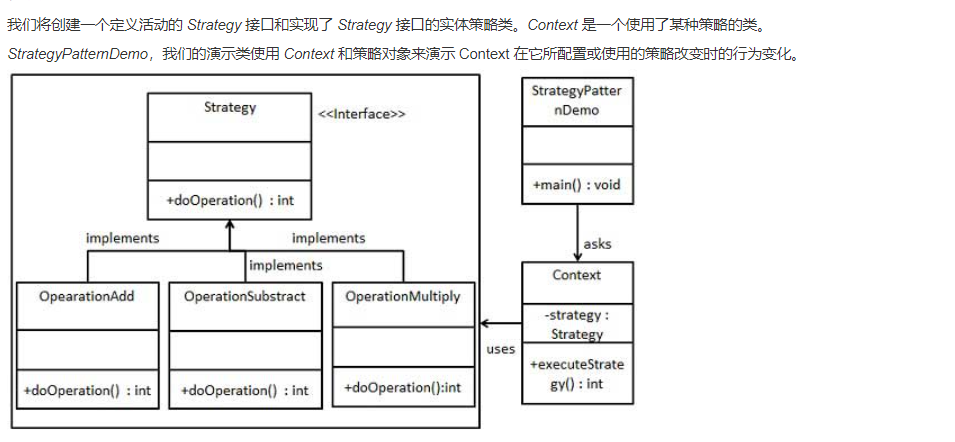 我们将创建一个定义活动的 Strategy 接口和实现了 Strategy 接口的实体策略类。Context 是一个使用了某种策略的类。
StrategyPatternDemo，我们的演示类使用 Context 和策略对象来演示 Context 在它所配置或使用的策略改变时的行为变化。
Strategy
<<Interface>>
+doOperation() : int
StrategyPatter
nDemo
+main() : void
implements
implements
implements
asks
OpearationAdd
+doOperation() : int
OperationSubstract
+doOperation() : int
OperationMultiply
+doOperation():int
uses
Context
-strategy :
Strategy
+executeStrate
gy() : int